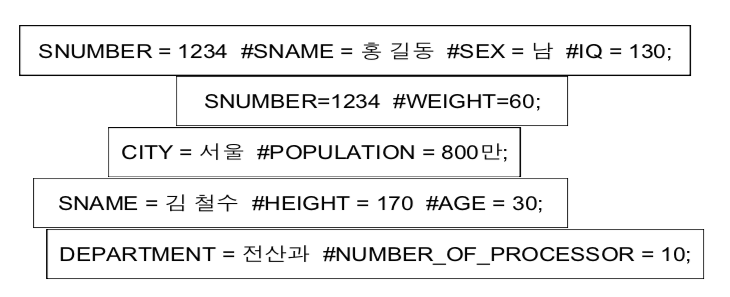 SNUMBER = 1234 #SNAME = 홍 길동 #SEX = 남 #IQ = 130;
SNUMBER=1234 #WEIGHT=60;
CITY = 서울 #POPULATION = 800만;
SNAME = 김 철수 #HEIGHT = 170 #AGE = 30;
DEPARTMENT = 전산과 #NUMBER_OF_PROCESSOR = 10;